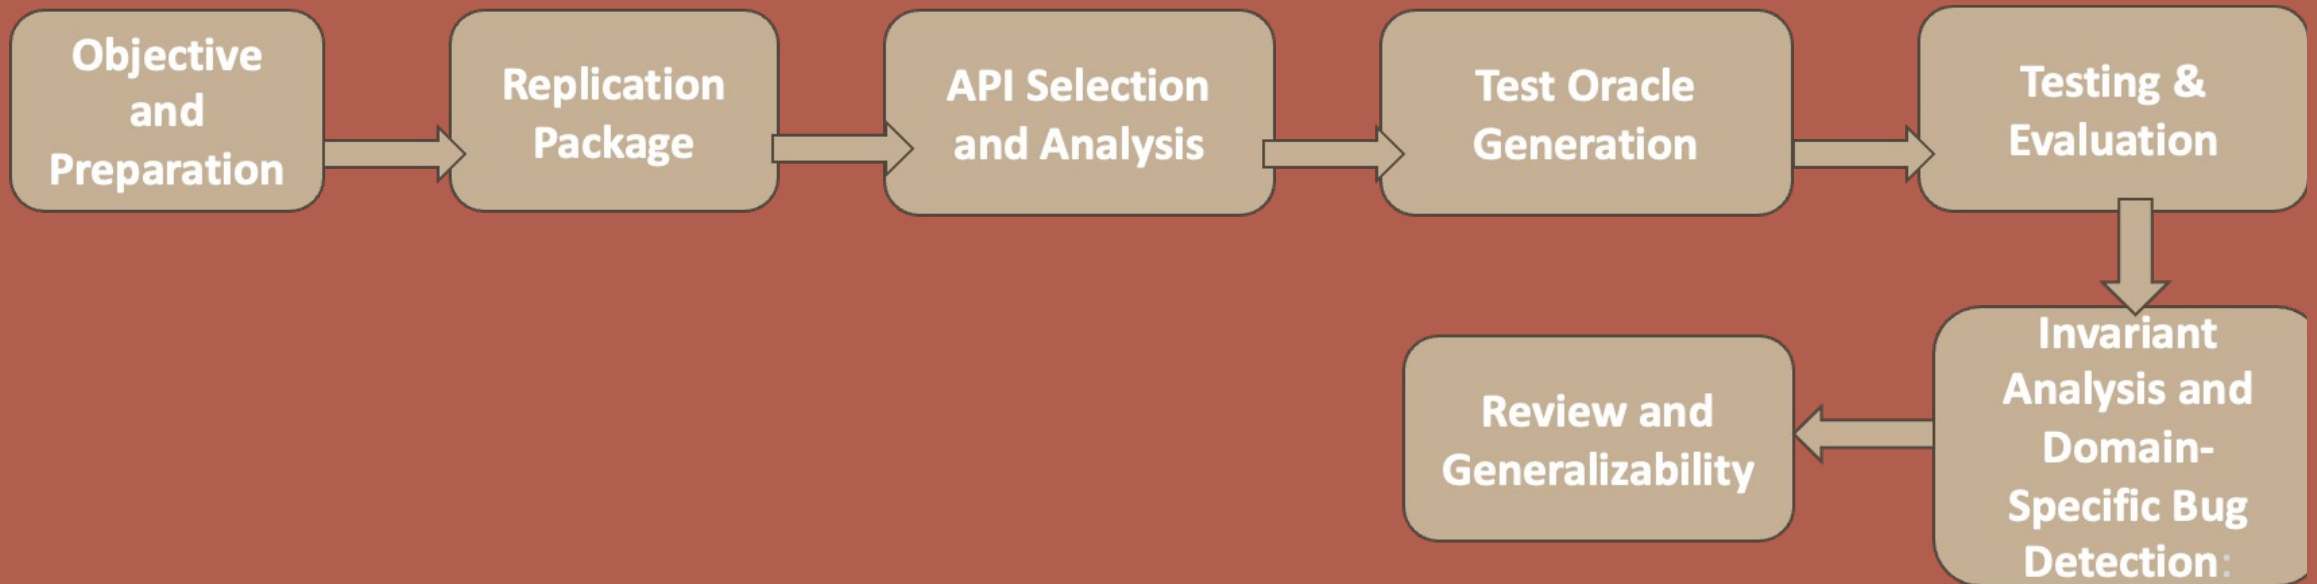 Objective
and
Preparation
Replication
Package
API Selection
and Analysis
Test Oracle
Generation
Testing &
Evaluation
Invariant
Analysis and
Domain-
Specific Bug
Detection:
Review and
Generalizability